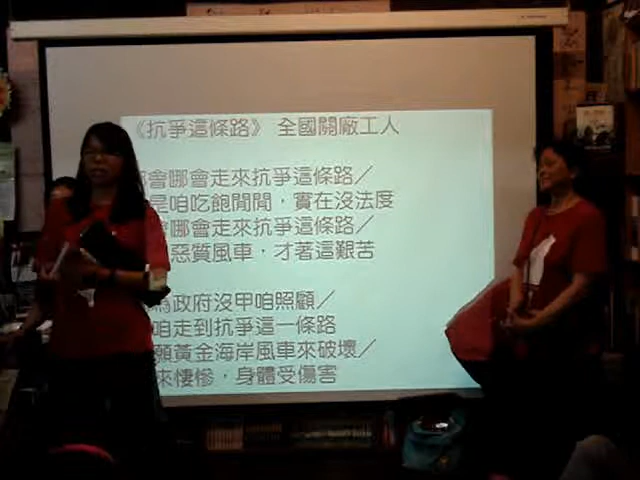 《抗爭這條路》 全國關廠工人
會哪會走來抗爭這條路／
是咱吃飽閒閒，實在沒法度
會哪會走來抗爭這條路／
惡質風車，才著這艱苦
政府沒甲咱照顧／
咱走到抗爭這一條路
願黃金海岸風車來破壞／
來悽慘，身體受傷害